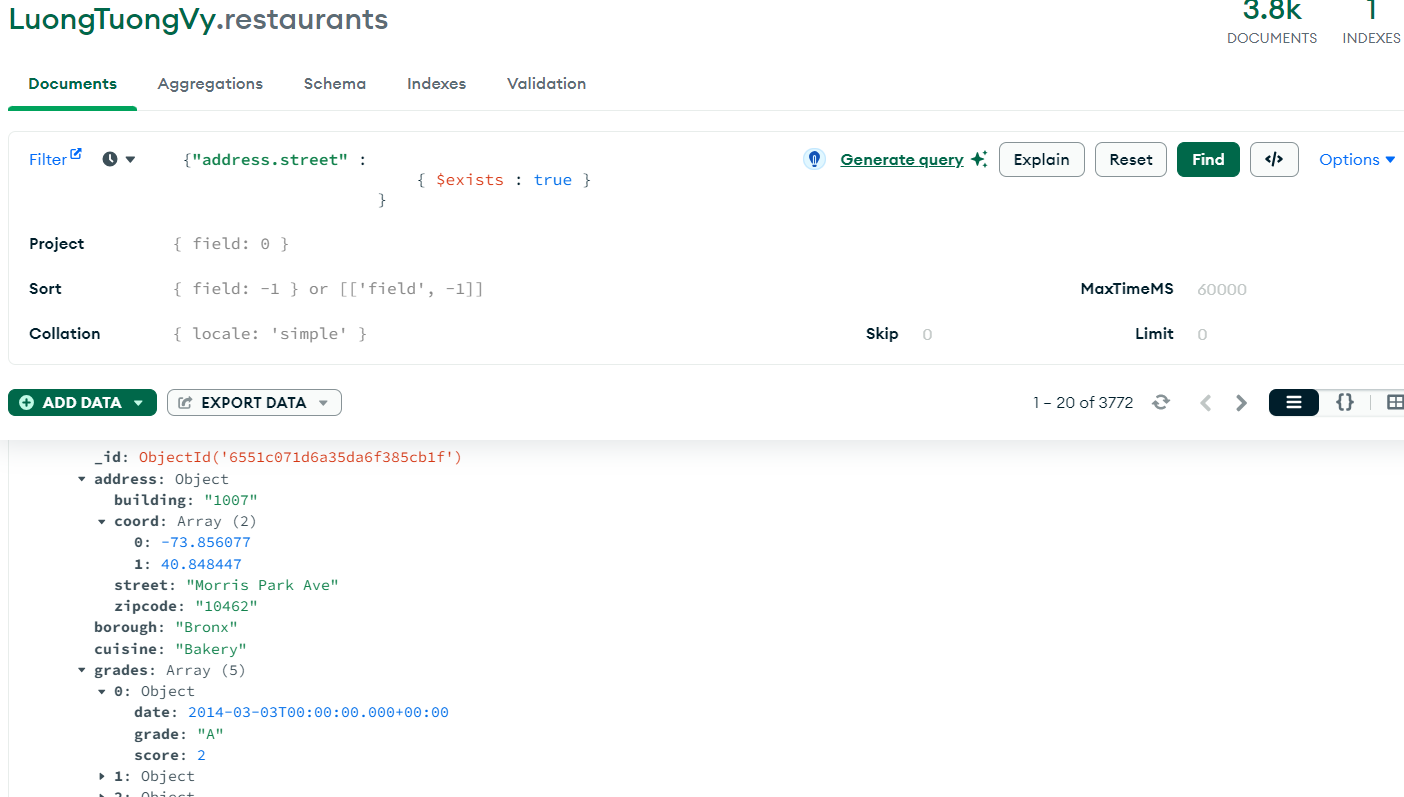 LuongTuongVy.restaurants
3.8k
DOCUMENTS
1
INDEXES
Documents Aggregations Schema Indexes Validation
Filter {"address.street" : Generate query Explain Reset Find </> Options
{ $exists : true }
}
Project { field: 0 }
Sort { field: -1 } or [['field', -1]] MaxTimeMS 60000
Collation { locale: 'simple' } Skip 0 Limit 0
ADD DATA EXPORT DATA 1 – 20 of 3772 {}
_id: ObjectId('6551c071d6a35da6f385cb1f')
address: Object
building: "1007"
coord: Array (2)
0: -73.856077
1: 40.848447
street: "Morris Park Ave"
zipcode: "10462"
borough: "Bronx"
cuisine: "Bakery"
grades: Array (5)
0: Object
date: 2014-03-03T00:00:00.000+00:00
grade: "A"
score: 2
1: Object
2: Object